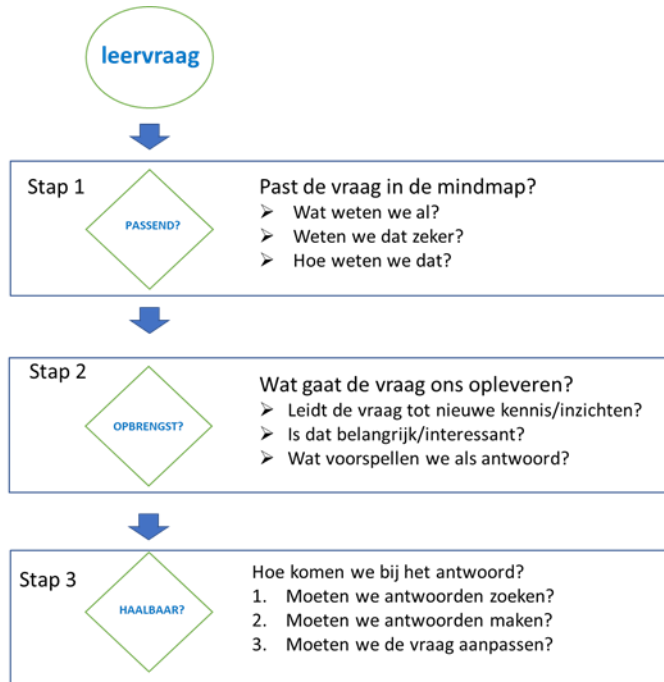 leervraag
Stap 1
PASSEND?
Past de vraag in de mindmap?
➢ Wat weten we al?
➢ Weten we dat zeker?
➢ Hoe weten we dat?
Stap 2
OPBRENGST?
Wat gaat de vraag ons opleveren?
➢ Leidt de vraag tot nieuwe kennis/inzichten?
➢ Is dat belangrijk/interessant?
➢ Wat voorspellen we als antwoord?
Stap 3
HAALBAAR?
Hoe komen we bij het antwoord?
1. Moeten we antwoorden zoeken?
2. Moeten we antwoorden maken?
3. Moeten we de vraag aanpassen?